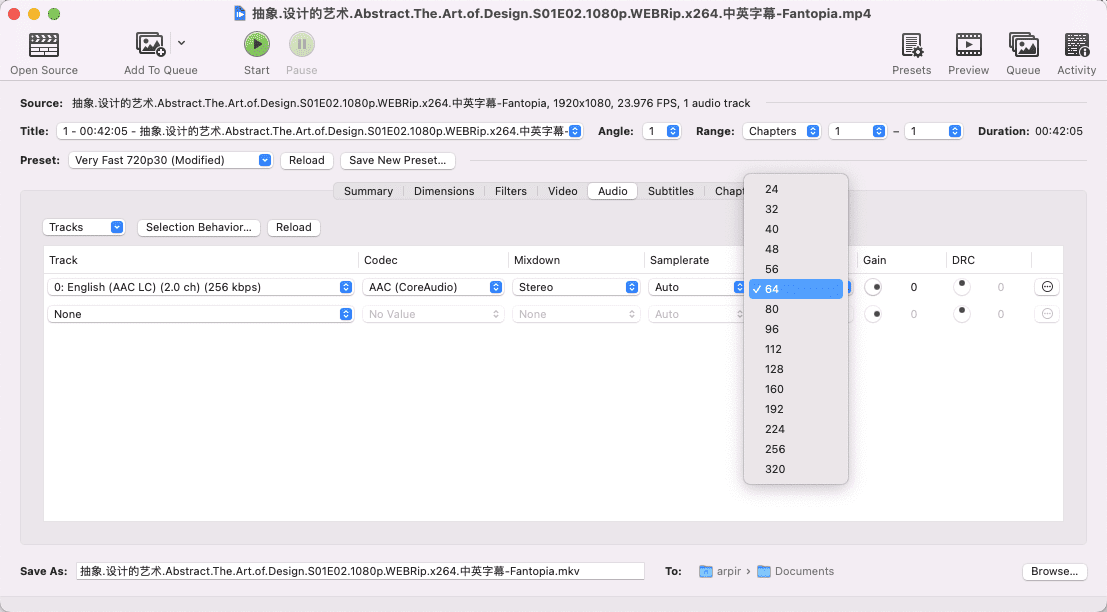 抽象.设计的艺术.Abstract.The.Art.of.Design.S01E02.1080p.WEBRip.x264.中英字幕-Fantopia.mp4
Open Source Add To Queue Start Pause Presets Preview Queue Activity
Source: 抽象.设计的艺术.Abstract.The.Art.of.Design.S01E02.1080p.WEBRip.x264.中英字幕-Fantopia, 1920x1080, 23.976 FPS, 1 audio track
Title: 1 - 00:42:05 - 抽象.设计的艺术.Abstract.The.Art.of.Design.S01E02.1080p.WEBRip.x264.中英字幕- Angle: 1 Range: Chapters 1 – 1 Duration: 00:42:05
Preset: Very Fast 720p30 (Modified) Reload Save New Preset...
Summary Dimensions Filters Video Audio Subtitles Chapt
Tracks Selection Behavior... Reload
Track Codec Mixdown Samplerate Gain DRC
0: English (AAC LC) (2.0 ch) (256 kbps) AAC (CoreAudio) Stereo Auto 0 0
None No Value None Auto 0 0
24
32
40
48
56
✓ 64
80
96
112
128
160
192
224
256
320
Save As: 抽象.设计的艺术.Abstract.The.Art.of.Design.S01E02.1080p.WEBRip.x264.中英字幕-Fantopia.mkv To: arpir › Documents Browse...